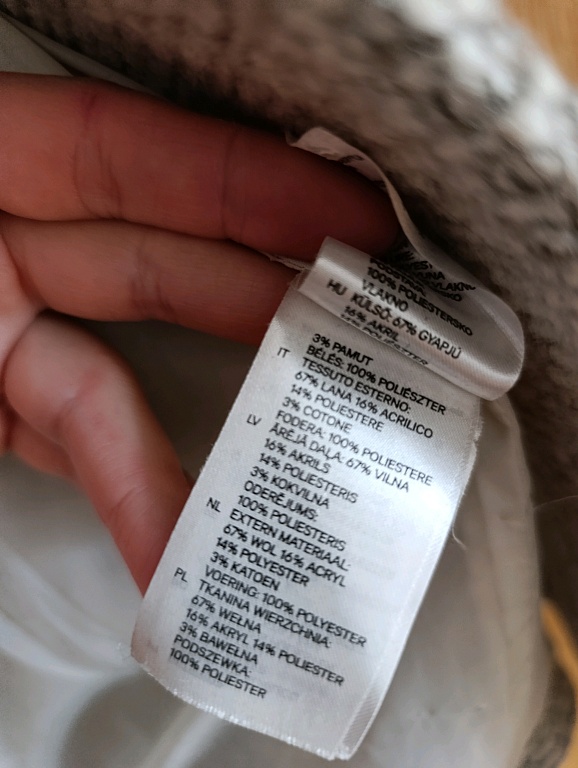 100% POLIESTERSKO
VLAKNO
HU KÜLSŐ: 67% GYAPJÚ
16% AKRIL
3% PAMUT
BÉLÉS: 100% POLIÉSZTER
IT TESSUTO ESTERNO:
67% LANA 16% ACRILICO
14% POLIESTERE
3% COTONE
FODERA: 100% POLIESTERE
LV ĀRĒJĀ DAĻA: 67% VILNA
16% AKRILS
14% POLIESTERIS
3% KOKVILNA
ODERĒJUMS:
100% POLIESTERIS
NL EXTERN MATERIAAL:
67% WOL 16% ACRYL
14% POLYESTER
3% KATOEN
VOERING: 100% POLYESTER
PL TKANINA WIERZCHNIA:
67% WEŁNA
16% AKRYL 14% POLIESTER
3% BAWEŁNA
PODSZEWKA:
100% POLIESTER